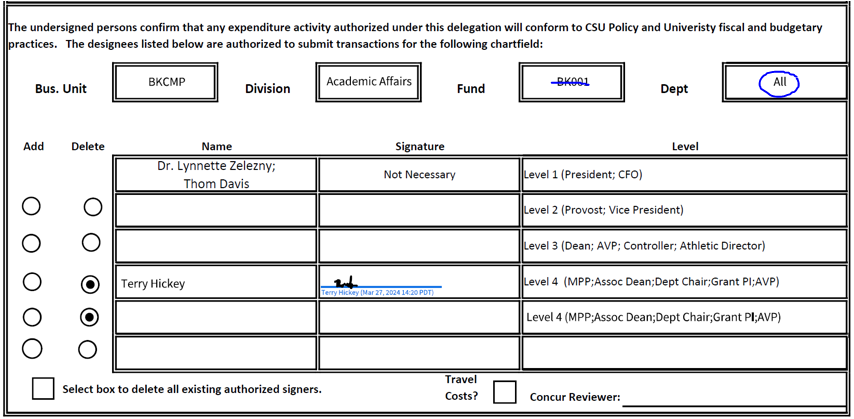 The undersigned persons confirm that any expenditure activity authorized under this delegation will conform to CSU Policy and Univeristy fiscal and budgetary
practices. The designees listed below are authorized to submit transactions for the following chartfield:
Bus. Unit BKCMP Division Academic Affairs Fund BK001 Dept All
Add Delete Name Signature Level
Dr. Lynnette Zelezny;
Thom Davis Not Necessary Level 1 (President; CFO)
Level 2 (Provost; Vice President)
Level 3 (Dean; AVP; Controller; Athletic Director)
Terry Hickey Level 4 (MPP;Assoc Dean;Dept Chair;Grant PI;AVP)
Terry Hickey (Mar 27, 2024 14:20 PDT)
Level 4 (MPP;Assoc Dean;Dept Chair;Grant PI;AVP)
Select box to delete all existing authorized signers. Travel
Costs? Concur Reviewer: